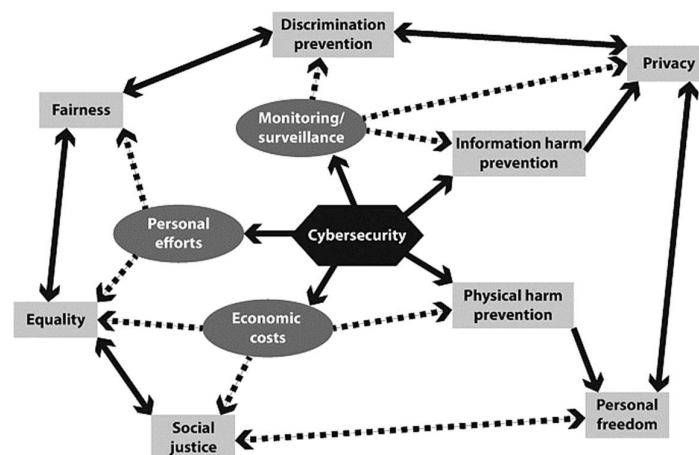 Discrimination
prevention
Privacy
Fairness
Monitoring/
surveillance
Information harm
prevention
Personal
efforts
Cybersecurity
Equality
Economic
costs
Physical harm
prevention
Social
justice
Personal
freedom